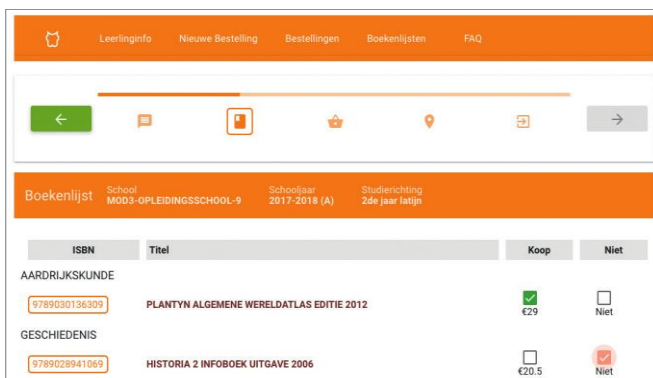 Leerlinginfo Nieuwe Bestelling Bestellingen Boekenlijsten FAQ
Boekenlijst School Schooljaar Studierichting
MOD3-OPLEIDINGSSCHOOL-9 2017-2018 (A) 2de jaar latijn
ISBN Titel Koop Niet
AARDRIJKSKUNDE
9789030136309 PLANTYN ALGEMENE WERELDATLAS EDITIE 2012
€29 Niet
GESCHIEDENIS
9789028941069 HISTORIA 2 INFOBOEK UITGAVE 2006
€20.5 Niet